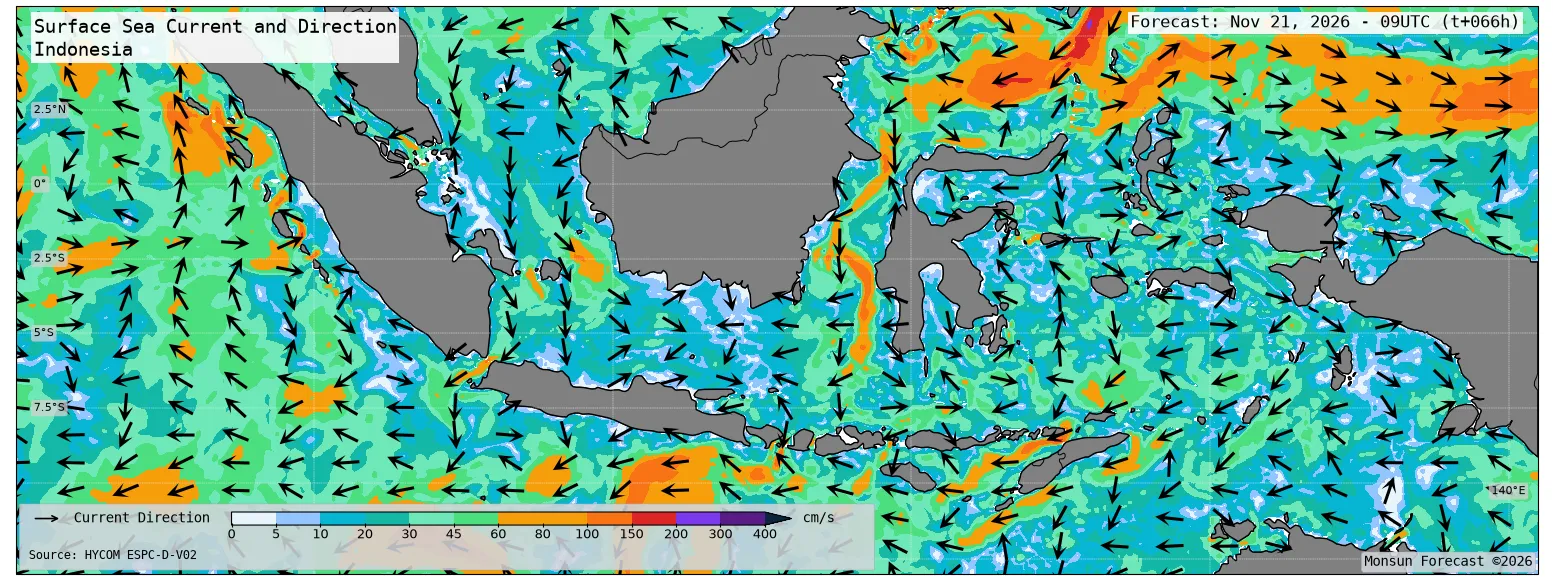 Surface Sea Current and Direction
Indonesia
Forecast: Nov 21, 2026 - 09UTC (t+066h)
2.5°N
0°
2.5°S
5°S
7.5°S
140°E
Current Direction
0 5 10 20 30 45 60 80 100 150 200 300 400 cm/s
Source: HYCOM ESPC-D-V02
Monsun Forecast ©2026